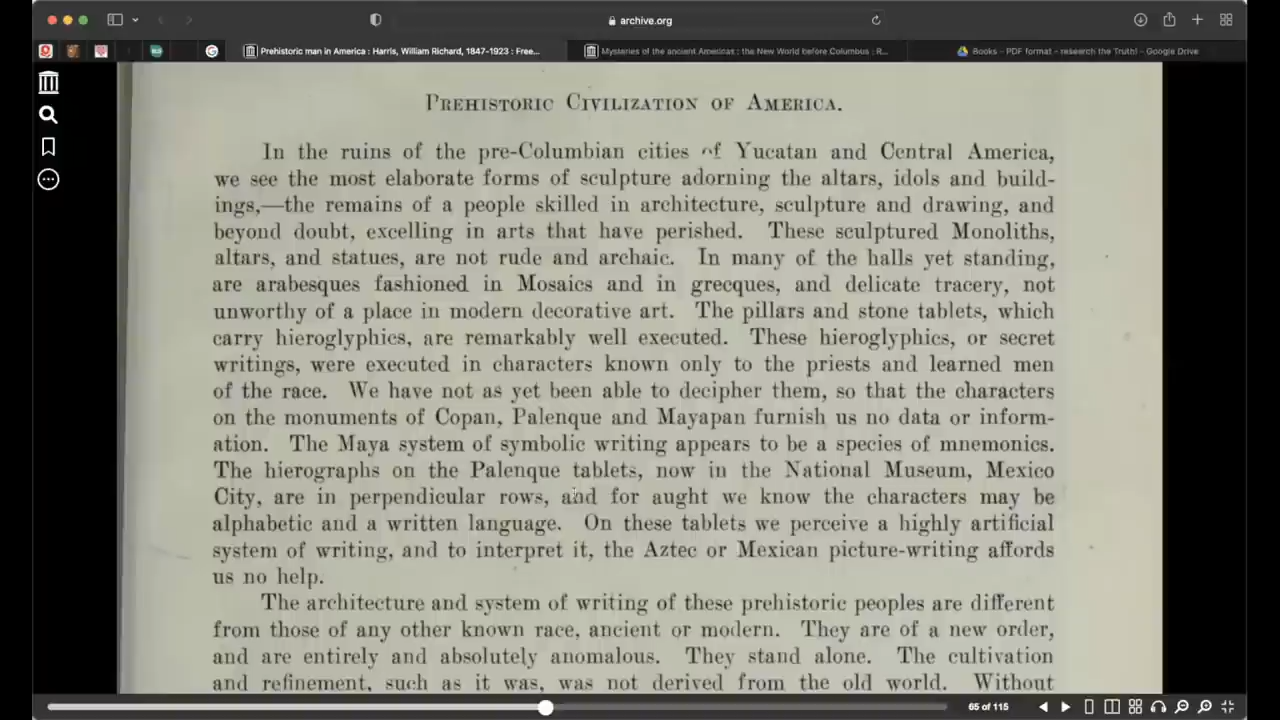 archive.org
Prehistoric man in America : Harris, William Richard, 1847-1923 : Free...
Mysteries of the ancient Americas : the New World before Columbus : R...
Books – PDF format - research the Truth! – Google Drive
PREHISTORIC CIVILIZATION OF AMERICA.
In the ruins of the pre-Columbian cities of Yucatan and Central America,
we see the most elaborate forms of sculpture adorning the altars, idols and build-
ings,—the remains of a people skilled in architecture, sculpture and drawing, and
beyond doubt, excelling in arts that have perished. These sculptured Monoliths,
altars, and statues, are not rude and archaic. In many of the halls yet standing,
are arabesques fashioned in Mosaics and in grecques, and delicate tracery, not
unworthy of a place in modern decorative art. The pillars and stone tablets, which
carry hieroglyphics, are remarkably well executed. These hieroglyphics, or secret
writings, were executed in characters known only to the priests and learned men
of the race. We have not as yet been able to decipher them, so that the characters
on the monuments of Copan, Palenque and Mayapan furnish us no data or inform-
ation. The Maya system of symbolic writing appears to be a species of mnemonics.
The hierographs on the Palenque tablets, now in the National Museum, Mexico
City, are in perpendicular rows, and for aught we know the characters may be
alphabetic and a written language. On these tablets we perceive a highly artificial
system of writing, and to interpret it, the Aztec or Mexican picture-writing affords
us no help.
The architecture and system of writing of these prehistoric peoples are different
from those of any other known race, ancient or modern. They are of a new order,
and are entirely and absolutely anomalous. They stand alone. The cultivation
and refinement, such as it was, was not derived from the old world. Without
65 of 115